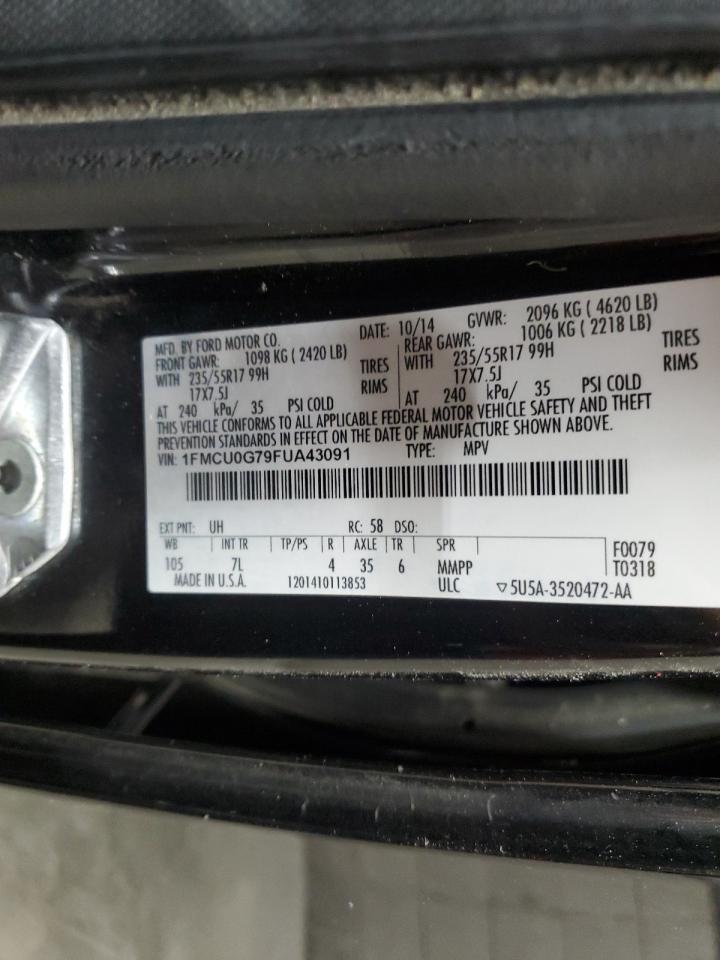 MFD. BY FORD MOTOR CO. DATE: 10/14 GVWR: 2096 KG ( 4620 LB)
FRONT GAWR: 1098 KG ( 2420 LB) REAR GAWR: 1006 KG ( 2218 LB)
WITH 235/55R17 99H TIRES WITH 235/55R17 99H TIRES
17X7.5J RIMS 17X7.5J RIMS
AT 240 kPa/ 35 PSI COLD AT 240 kPa/ 35 PSI COLD
THIS VEHICLE CONFORMS TO ALL APPLICABLE FEDERAL MOTOR VEHICLE SAFETY AND THEFT
PREVENTION STANDARDS IN EFFECT ON THE DATE OF MANUFACTURE SHOWN ABOVE.
VIN: 1FMCU0G79FUA43091 TYPE: MPV
EXT PNT: UH RC: 58 DSO:
WB INT TR TP/PS R AXLE TR SPR F0079
105 7L 4 35 6 MMPP T0318
MADE IN U.S.A. 1201410113853 ULC ▽5U5A-3520472-AA